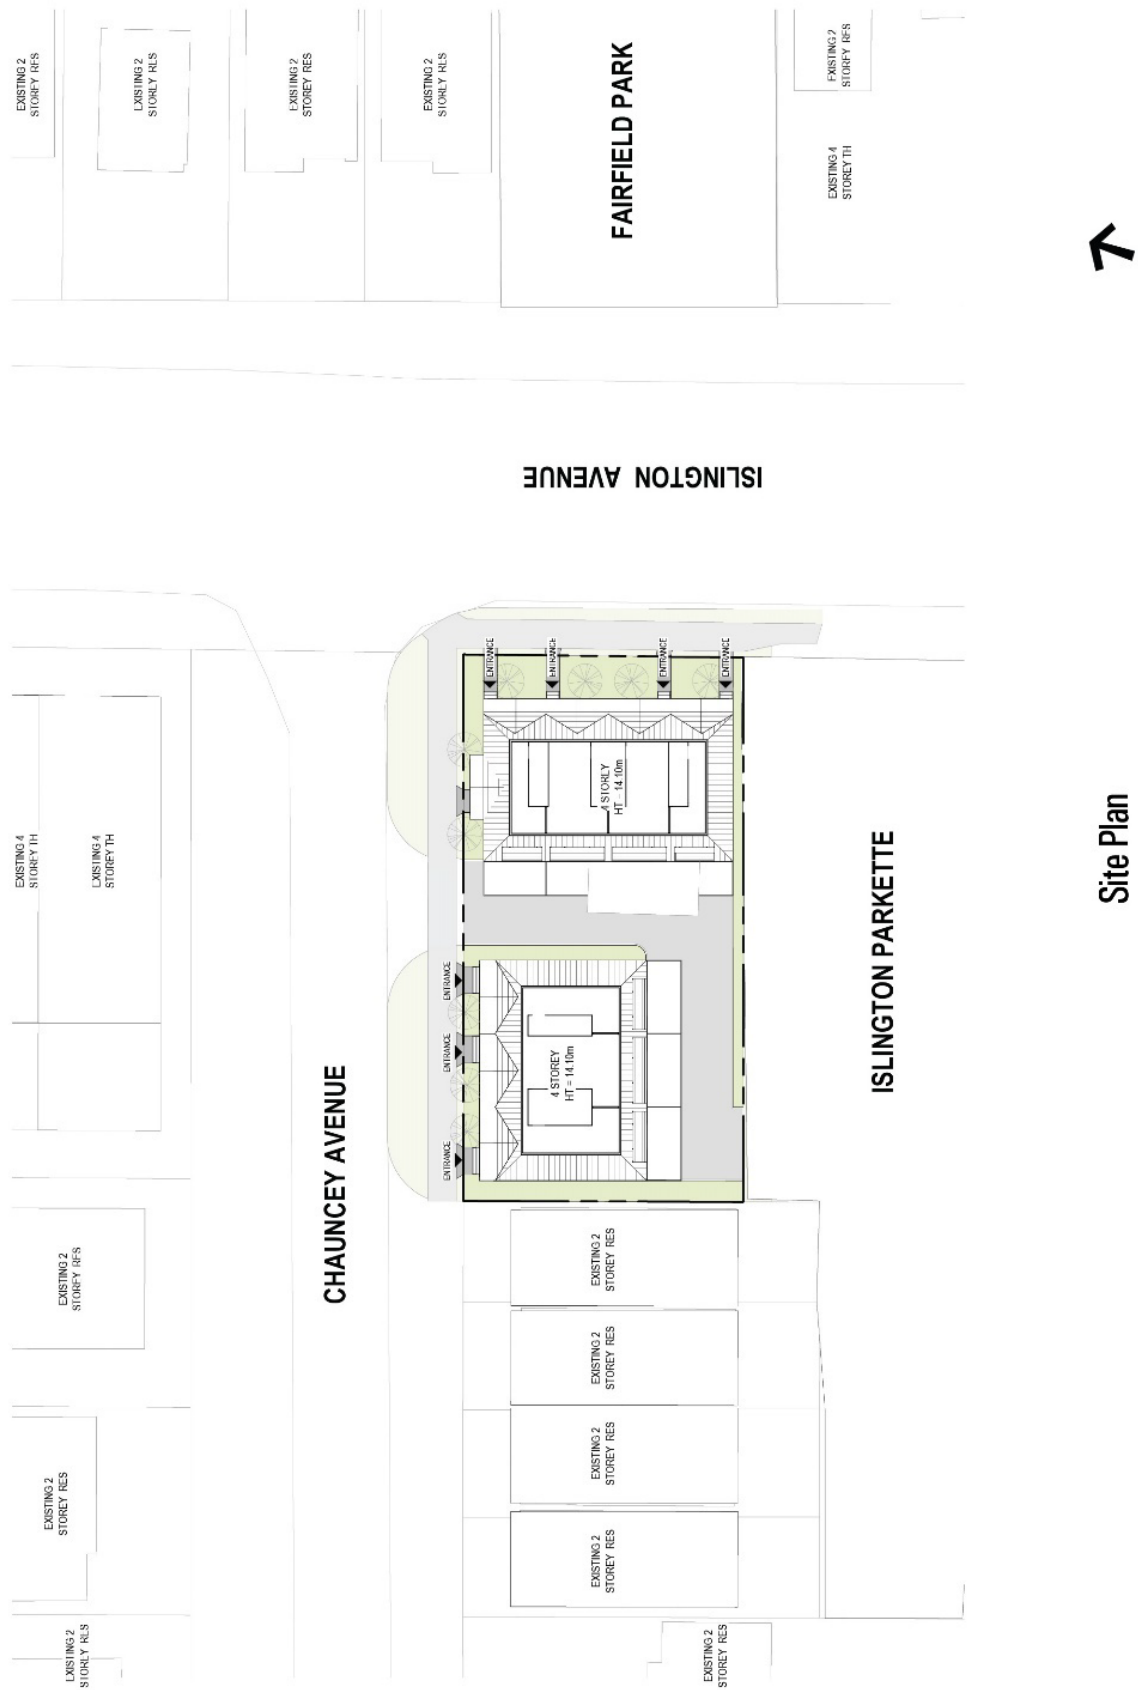 EXISTING 2
STOREY RES
EXISTING 2
STOREY RES
EXISTING 2
STOREY RES
EXISTING 2
STOREY RES
FAIRFIELD PARK
EXISTING 2
STOREY RES
EXISTING 4
STOREY TH
ISLINGTON AVENUE
ENTRANCE
ENTRANCE
ENTRANCE
ENTRANCE
4 STOREY
HT = 14.10m
EXISTING 4
STOREY TH
EXISTING 4
STOREY TH
ENTRANCE
ENTRANCE
ENTRANCE
4 STOREY
HT = 14.10m
ISLINGTON PARKETTE
CHAUNCEY AVENUE
EXISTING 2
STOREY RES
EXISTING 2
STOREY RES
EXISTING 2
STOREY RES
EXISTING 2
STOREY RES
EXISTING 2
STOREY RES
EXISTING 2
STOREY RES
EXISTING 2
STOREY RES
EXISTING 2
STOREY RES
Site Plan